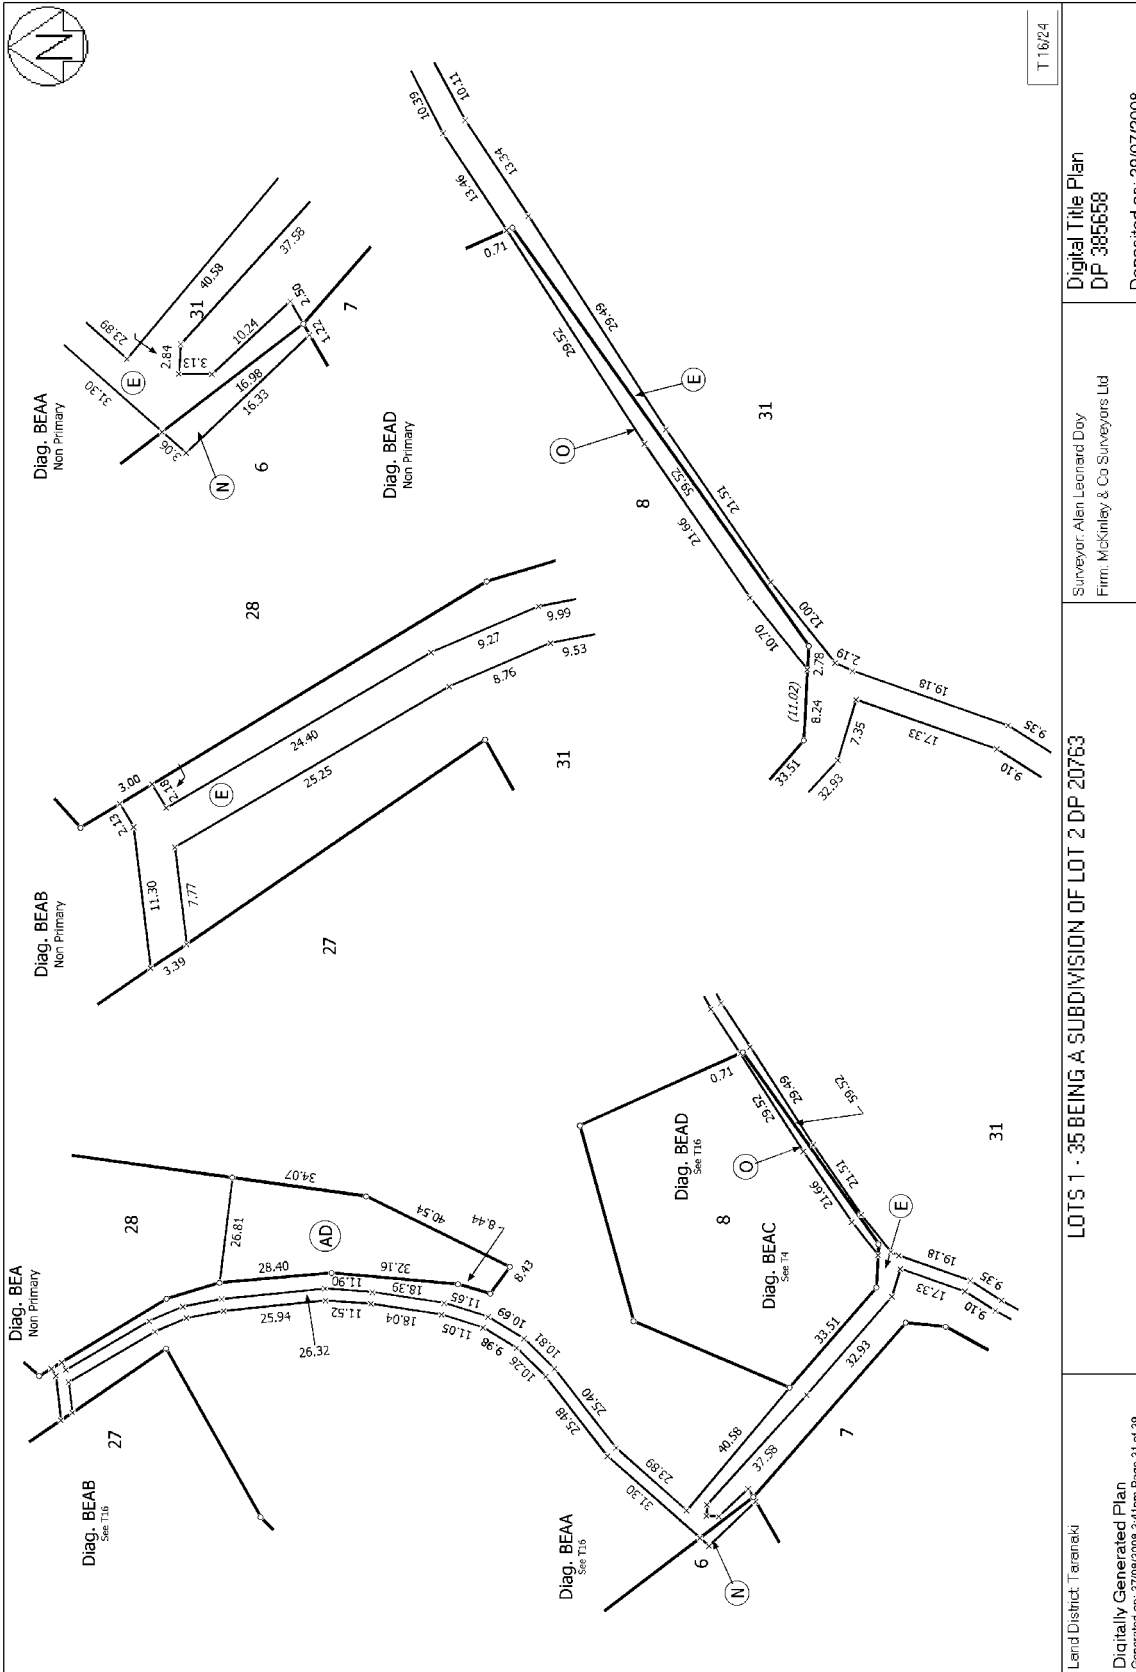 Diag. BEA
Non Primary
28
27
Diag. BEAB
See T16
26.81
34.07
AD
28.40
40.54
32.16
8.44
8.43
11.90
18.39
11.65
10.69
10.81
25.40
23.89
25.94
26.32
11.52
18.04
11.05
9.98
10.26
25.48
31.30
Diag. BEAA
See T16
6
N
40.58
37.58
33.51
32.93
7
Diag. BEAC
See T4
8
Diag. BEAD
See T16
O
0.71
29.52
29.49
59.52
21.66
21.51
E
19.18
17.33
9.35
9.10
31
Diag. BEAB
Non Primary
28
3.00
2.13
2.18
E
11.30
7.77
3.39
24.40
25.25
9.27
8.76
9.99
9.53
27
31
Diag. BEAA
Non Primary
31.30
23.89
40.58
31
37.58
E
2.84
3.13
10.24
2.50
1.22
16.98
16.33
3.06
N
6
7
Diag. BEAD
Non Primary
10.39
10.11
13.46
13.34
0.71
29.52
29.49
59.52
O
E
8
31
21.66
21.51
10.70
12.00
2.78
2.19
(11.02)
8.24
33.51
7.35
32.93
19.18
17.33
9.35
9.10
N
T 16/24
Land District: Taranaki
Digitally Generated Plan
Generated on: 27/08/2008 3:41pm Page 31 of 39
LOTS 1 - 35 BEING A SUBDIVISION OF LOT 2 DP 20763
Surveyor: Alan Leonard Doy
Firm: McKinlay & Co Surveyors Ltd
Digital Title Plan
DP 385658